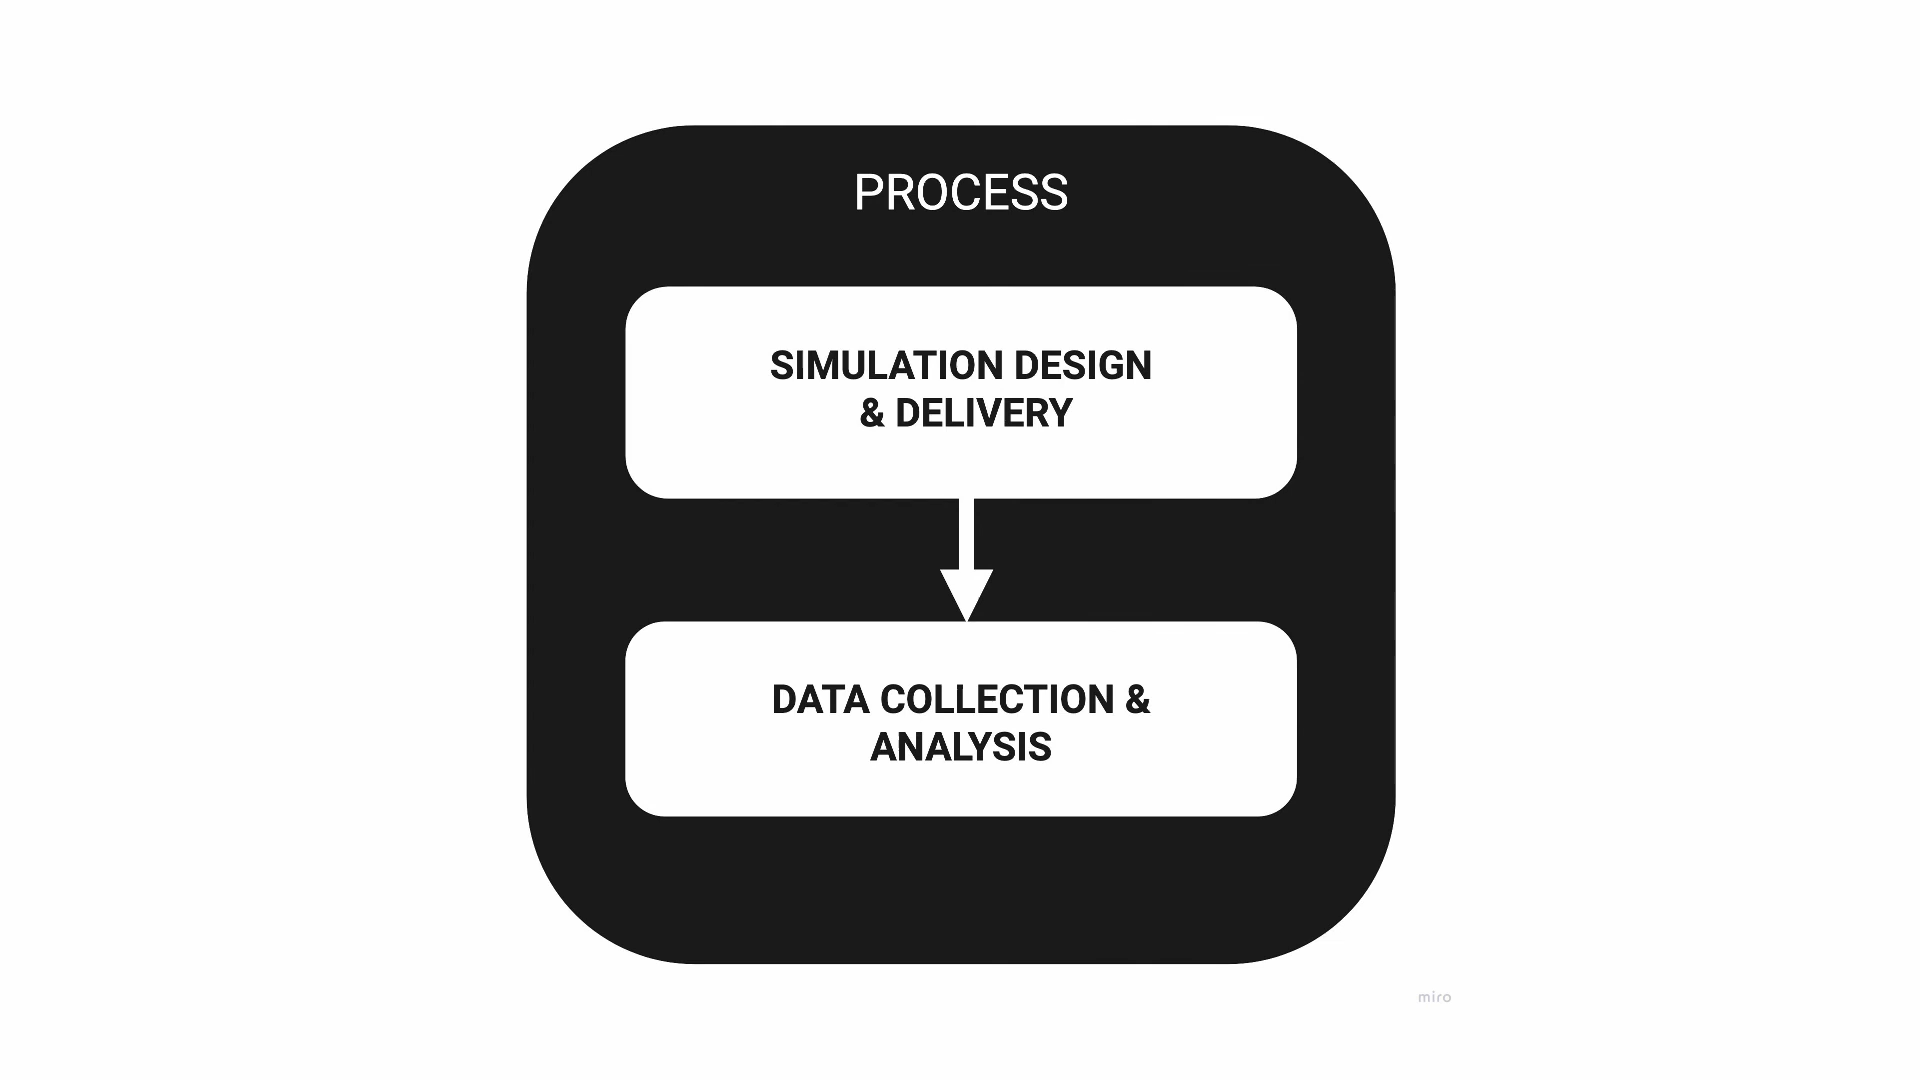 PROCESS
SIMULATION DESIGN
& DELIVERY
DATA COLLECTION &
ANALYSIS
miro